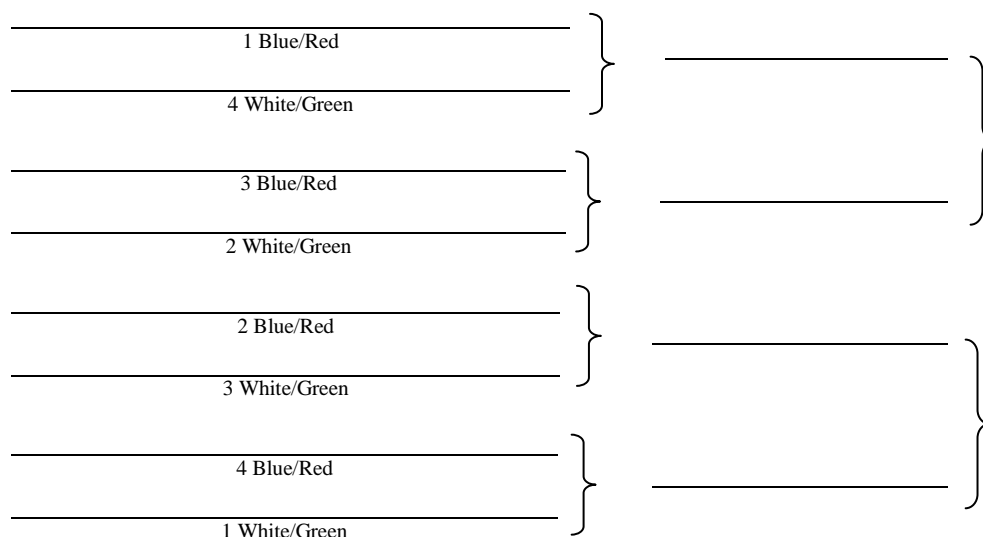 1 Blue/Red
4 White/Green
3 Blue/Red
2 White/Green
2 Blue/Red
3 White/Green
4 Blue/Red
1 White/Green